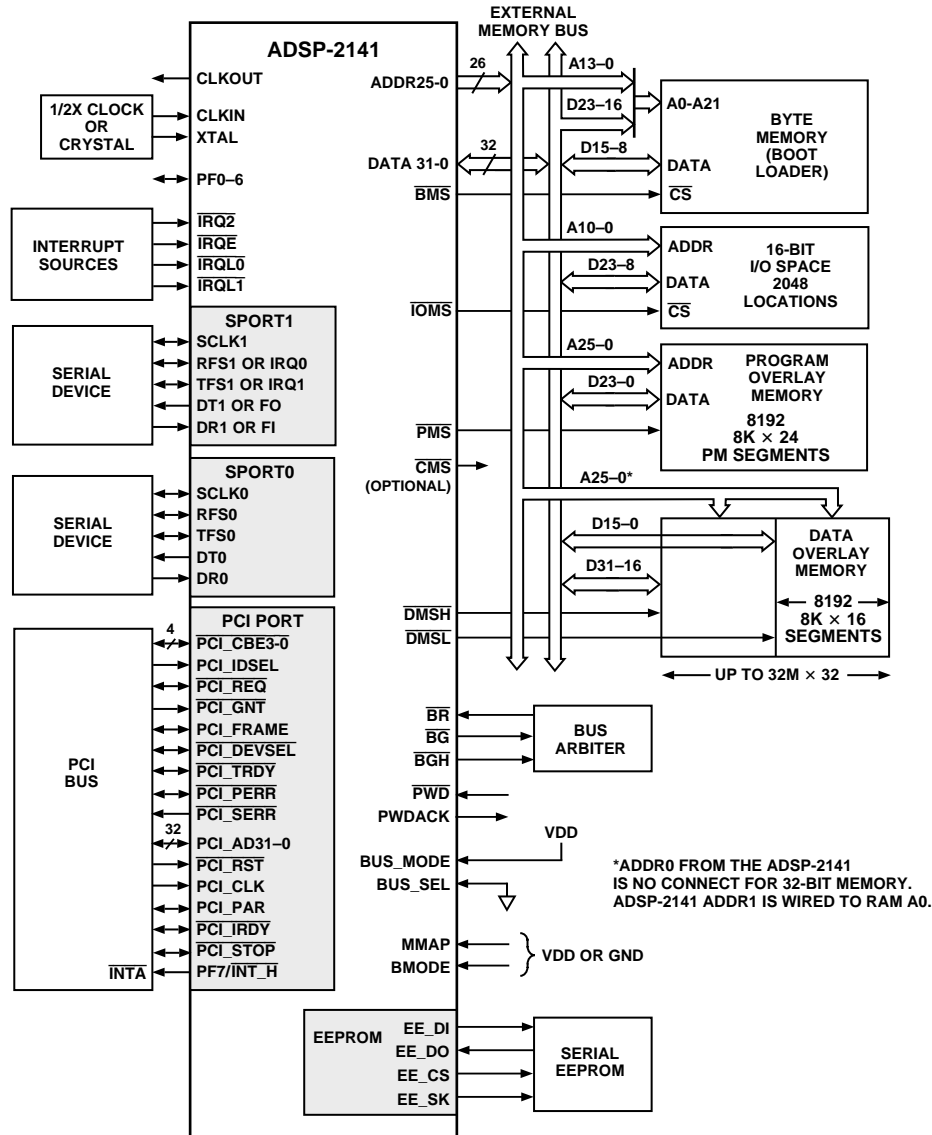 EXTERNAL
MEMORY BUS
ADSP-2141
CLKOUT
1/2X CLOCK
OR
CRYSTAL
CLKIN
XTAL
PF0–6
INTERRUPT
SOURCES
IRQ2
IRQE
IRQL0
IRQL1
SERIAL
DEVICE
SPORT1
SCLK1
RFS1 OR IRQ0
TFS1 OR IRQ1
DT1 OR FO
DR1 OR FI
SERIAL
DEVICE
SPORT0
SCLK0
RFS0
TFS0
DT0
DR0
PCI
BUS
PCI PORT
4
PCI_CBE3-0
PCI_IDSEL
PCI_REQ
PCI_GNT
PCI_FRAME
PCI_DEVSEL
PCI_TRDY
PCI_PERR
PCI_SERR
32
PCI_AD31–0
PCI_RST
PCI_CLK
PCI_PAR
PCI_IRDY
PCI_STOP
INTA
PF7/INT_H
ADDR25-0
26
A13–0
D23–16
A0-A21
BYTE
MEMORY
(BOOT
LOADER)
DATA 31-0
32
D15–8
DATA
BMS
CS
A10–0
ADDR
16-BIT
I/O SPACE
2048
LOCATIONS
D23–8
DATA
IOMS
CS
A25–0
ADDR
PROGRAM
OVERLAY
MEMORY
D23–0
DATA
8192
8K × 24
PM SEGMENTS
PMS
CMS
(OPTIONAL)
A25–0*
D15–0
D31–16
DATA
OVERLAY
MEMORY
8192
8K × 16
SEGMENTS
DMSH
DMSL
UP TO 32M × 32
BR
BG
BGH
BUS
ARBITER
PWD
PWDACK
VDD
BUS_MODE
BUS_SEL
*ADDR0 FROM THE ADSP-2141
IS NO CONNECT FOR 32-BIT MEMORY.
ADSP-2141 ADDR1 IS WIRED TO RAM A0.
MMAP
BMODE
VDD OR GND
EEPROM
EE_DI
EE_DO
EE_CS
EE_SK
SERIAL
EEPROM